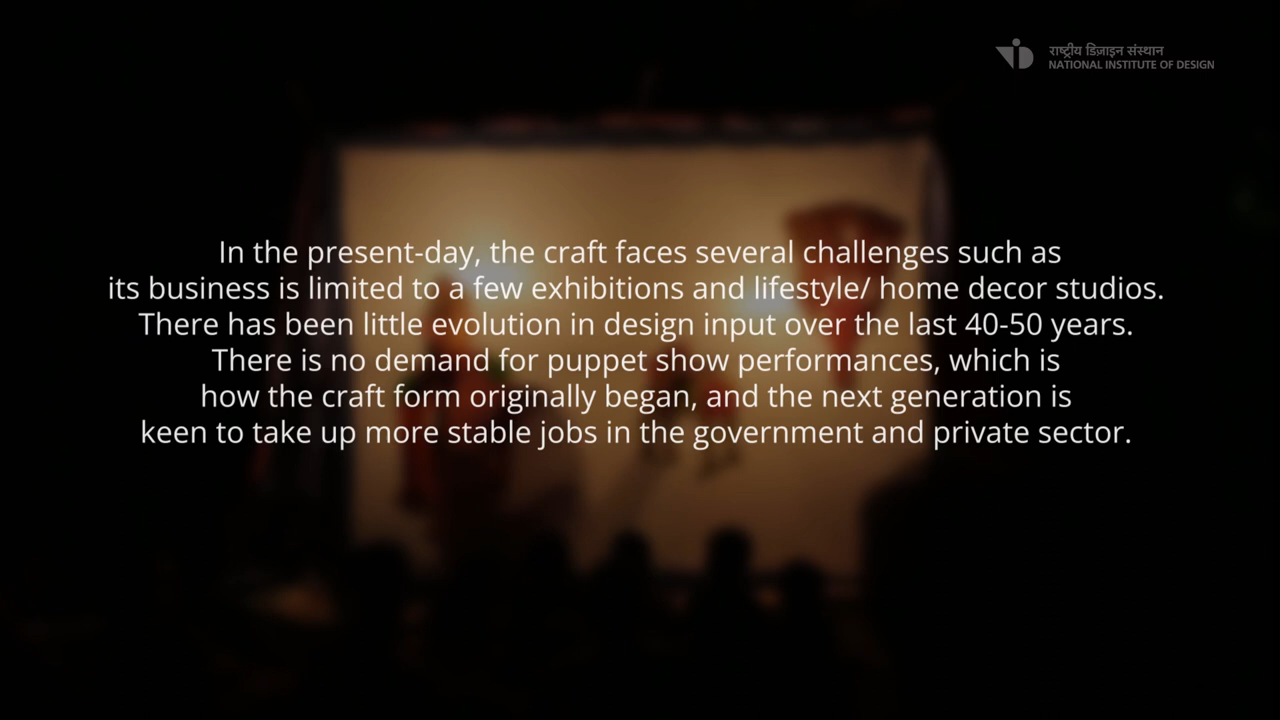 राष्ट्रीय डिज़ाइन संस्थान
NATIONAL INSTITUTE OF DESIGN
In the present-day, the craft faces several challenges such as
its business is limited to a few exhibitions and lifestyle/ home decor studios.
There has been little evolution in design input over the last 40-50 years.
There is no demand for puppet show performances, which is
how the craft form originally began, and the next generation is
keen to take up more stable jobs in the government and private sector.